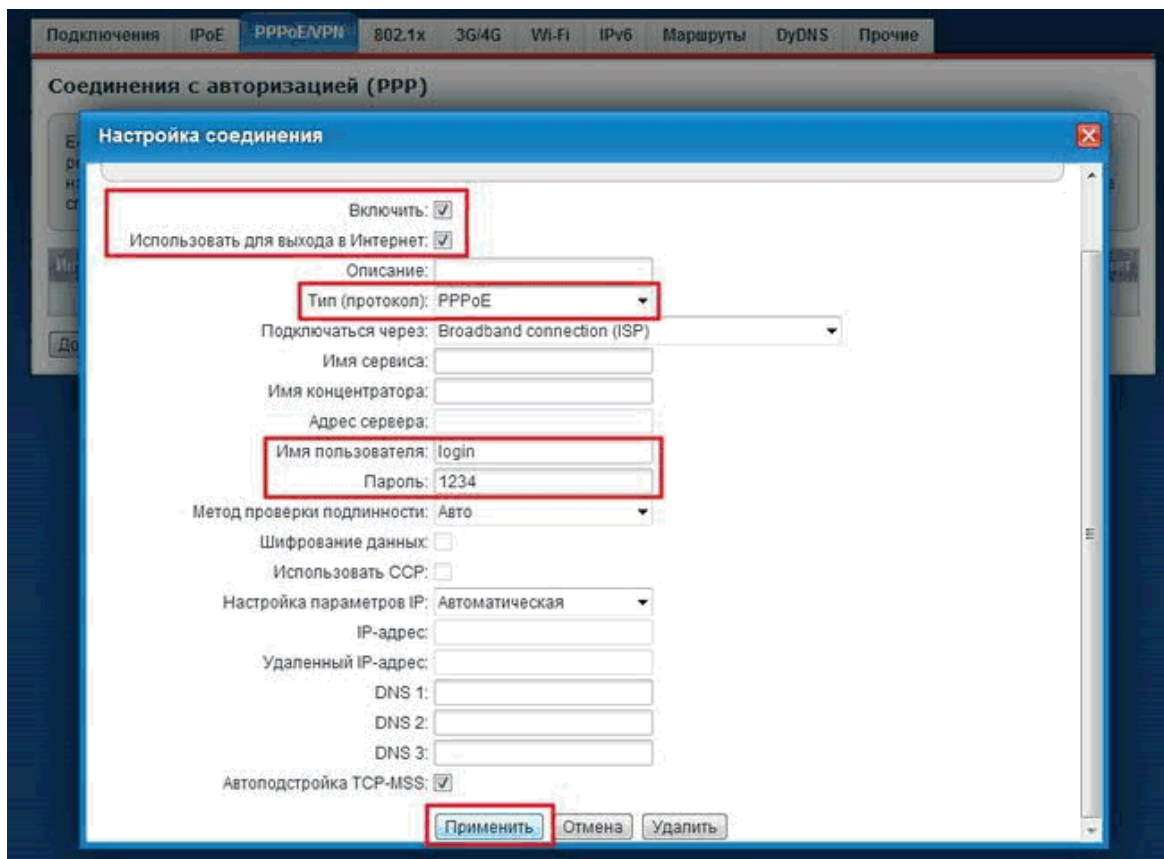 Подключения IPoE PPPoE/VPN 802.1x 3G/4G Wi-Fi IPv6 Маршруты DyDNS Прочие
Соединения с авторизацией (PPP)
Настройка соединения
Включить:
Использовать для выхода в Интернет:
Описание:
Тип (протокол): PPPoE
Подключаться через: Broadband connection (ISP)
Имя сервиса:
Имя концентратора:
Адрес сервера:
Имя пользователя: login
Пароль: 1234
Метод проверки подлинности: Авто
Шифрование данных:
Использовать CCP:
Настройка параметров IP: Автоматическая
IP-адрес:
Удаленный IP-адрес:
DNS 1:
DNS 2:
DNS 3:
Автоподстройка TCP-MSS:
Применить Отмена Удалить